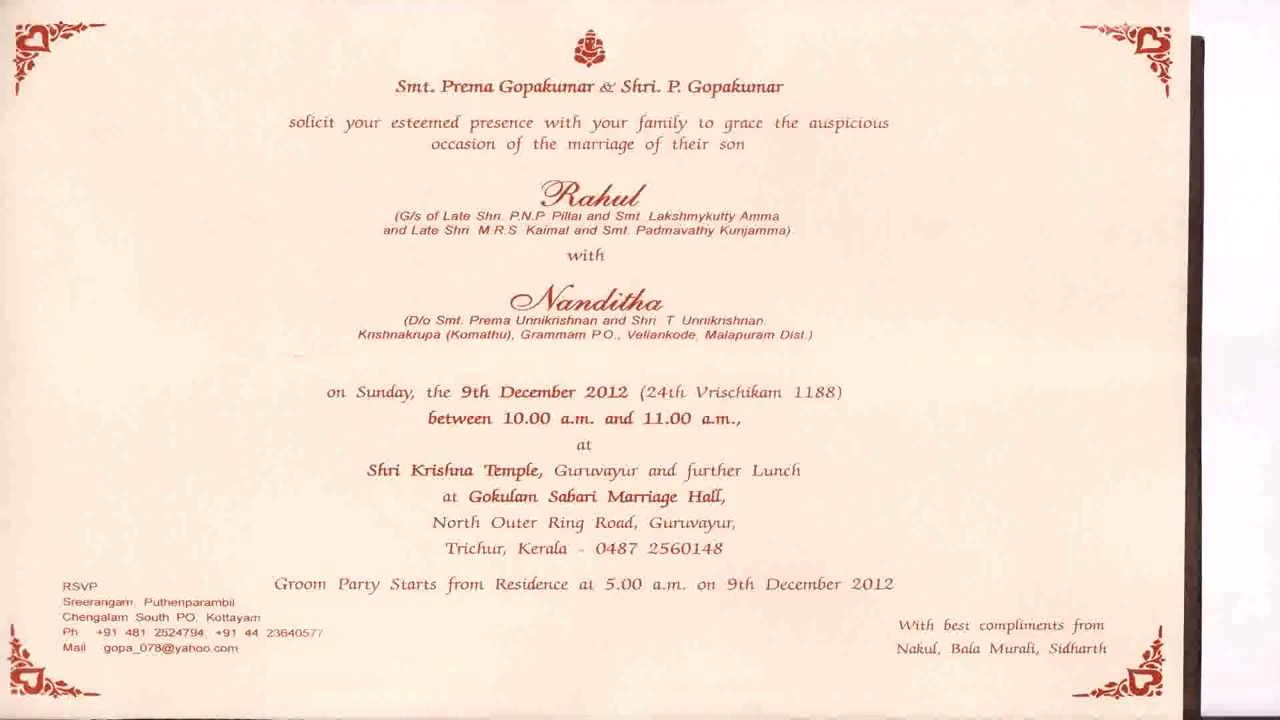 Smt. Prema Gopakumar & Shri. P. Gopakumar
solicit your esteemed presence with your family to grace the auspicious
occasion of the marriage of their son
Rahul
(G/s of Late Shri. P.N.P. Pillai and Smt. Lakshmykutty Amma
and Late Shri. M.R.S. Kaimal and Smt. Padmavathy Kunjamma)
with
Nanditha
(D/o Smt. Prema Unnikrishnan and Shri. T. Unnikrishnan,
Krishnakrupa (Komathu), Grammam P.O., Veliankode, Malapuram Dist.)
on Sunday, the 9th December 2012 (24th Vrischikam 1188)
between 10.00 a.m. and 11.00 a.m.,
at
Shri Krishna Temple, Guruvayur and further Lunch
at Gokulam Sabari Marriage Hall,
North Outer Ring Road, Guruvayur,
Trichur, Kerala - 0487 2560148
Groom Party Starts from Residence at 5.00 a.m. on 9th December 2012
RSVP
Sreerangam, Puthenparambil
Chengalam South PO, Kottayam
Ph +91 481 2524794, +91 44 23640577
Mail gopa_078@yahoo.com
With best compliments from
Nakul, Bala Murali, Sidharth